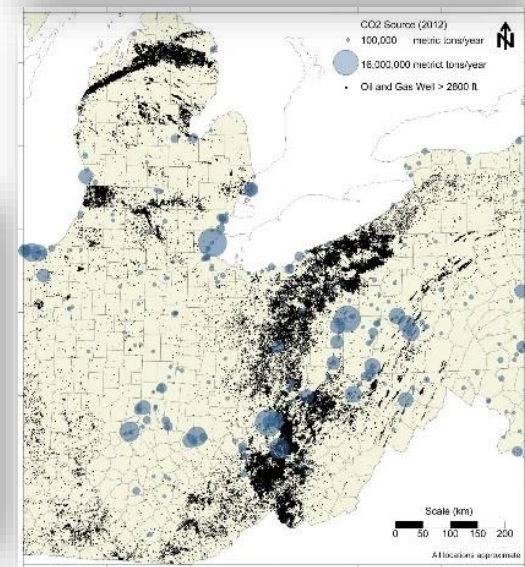 CO2 Source (2012)
100,000 metric tons/year
16,000,000 metrict tons/year
Oil and Gas Well > 2600 ft
N
Scale (km)
0 50 100 150 200
All locations approximate